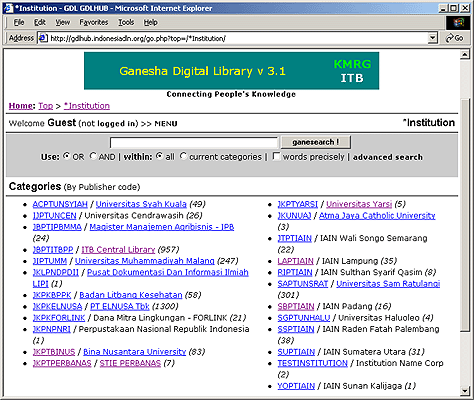 *Institution - GDL GDLHUB - Microsoft Internet Explorer
File Edit View Favorites Tools Help
Address http://gdlhub.indonesiadln.org/go.php?top=/*Institution/ Go
Ganesha Digital Library v 3.1 KMRG
ITB
Connecting People's Knowledge
Home: Top > *Institution
Welcome Guest (not logged in) >> MENU *Institution
ganesearch !
Use: OR AND | within: all current categories | words precisely | advanced search
Categories (By Publisher code)
ACPTUNSYIAH / Universitas Syah Kuala (49)
IJPTUNCEN / Universitas Cendrawasih (26)
JBPTIPBMMA / Magister Manajemen Agribisnis - IPB
(24)
JBPTITBPP / ITB Central Library (957)
JIPTUMM / Universitas Muhammadiyah Malang (247)
JKLPNDPDII / Pusat Dokumentasi Dan Informasi Ilmiah
LIPI (1)
JKPKBPPK / Badan Litbang Kesehatan (58)
JKPKELNUSA / PT ELNUSA Tbk (1300)
JKPKFORLINK / Dana Mitra Lingkungan - FORLINK (21)
JKPNPNRI / Perpustakaan Nasional Republik Indonesia
(1)
JKPTBINUS / Bina Nusantara University (83)
JKPTPERBANAS / STIE PERBANAS (7)
JKPTYARSI / Universitas Yarsi (5)
JKUNUAJ / Atma Jaya Catholic University
(3)
JTPTIAIN / IAIN Wali Songo Semarang
(22)
LAPTIAIN / IAIN Lampung (35)
RIPTIAIN / IAIN Sulthan Syarif Qasim (8)
SAPTUNSRAT / Universitas Sam Ratulangi
(301)
SBPTIAIN / IAIN Padang (16)
SGPTUNHALU / Universitas Haluoleo (4)
SSPTIAIN / IAIN Raden Fatah Palembang
(38)
SUPTIAIN / IAIN Sumatera Utara (31)
TESTINSTITUTION / Institution Name Corp
(2)
YOPTIAIN / IAIN Sunan Kalijaga (1)